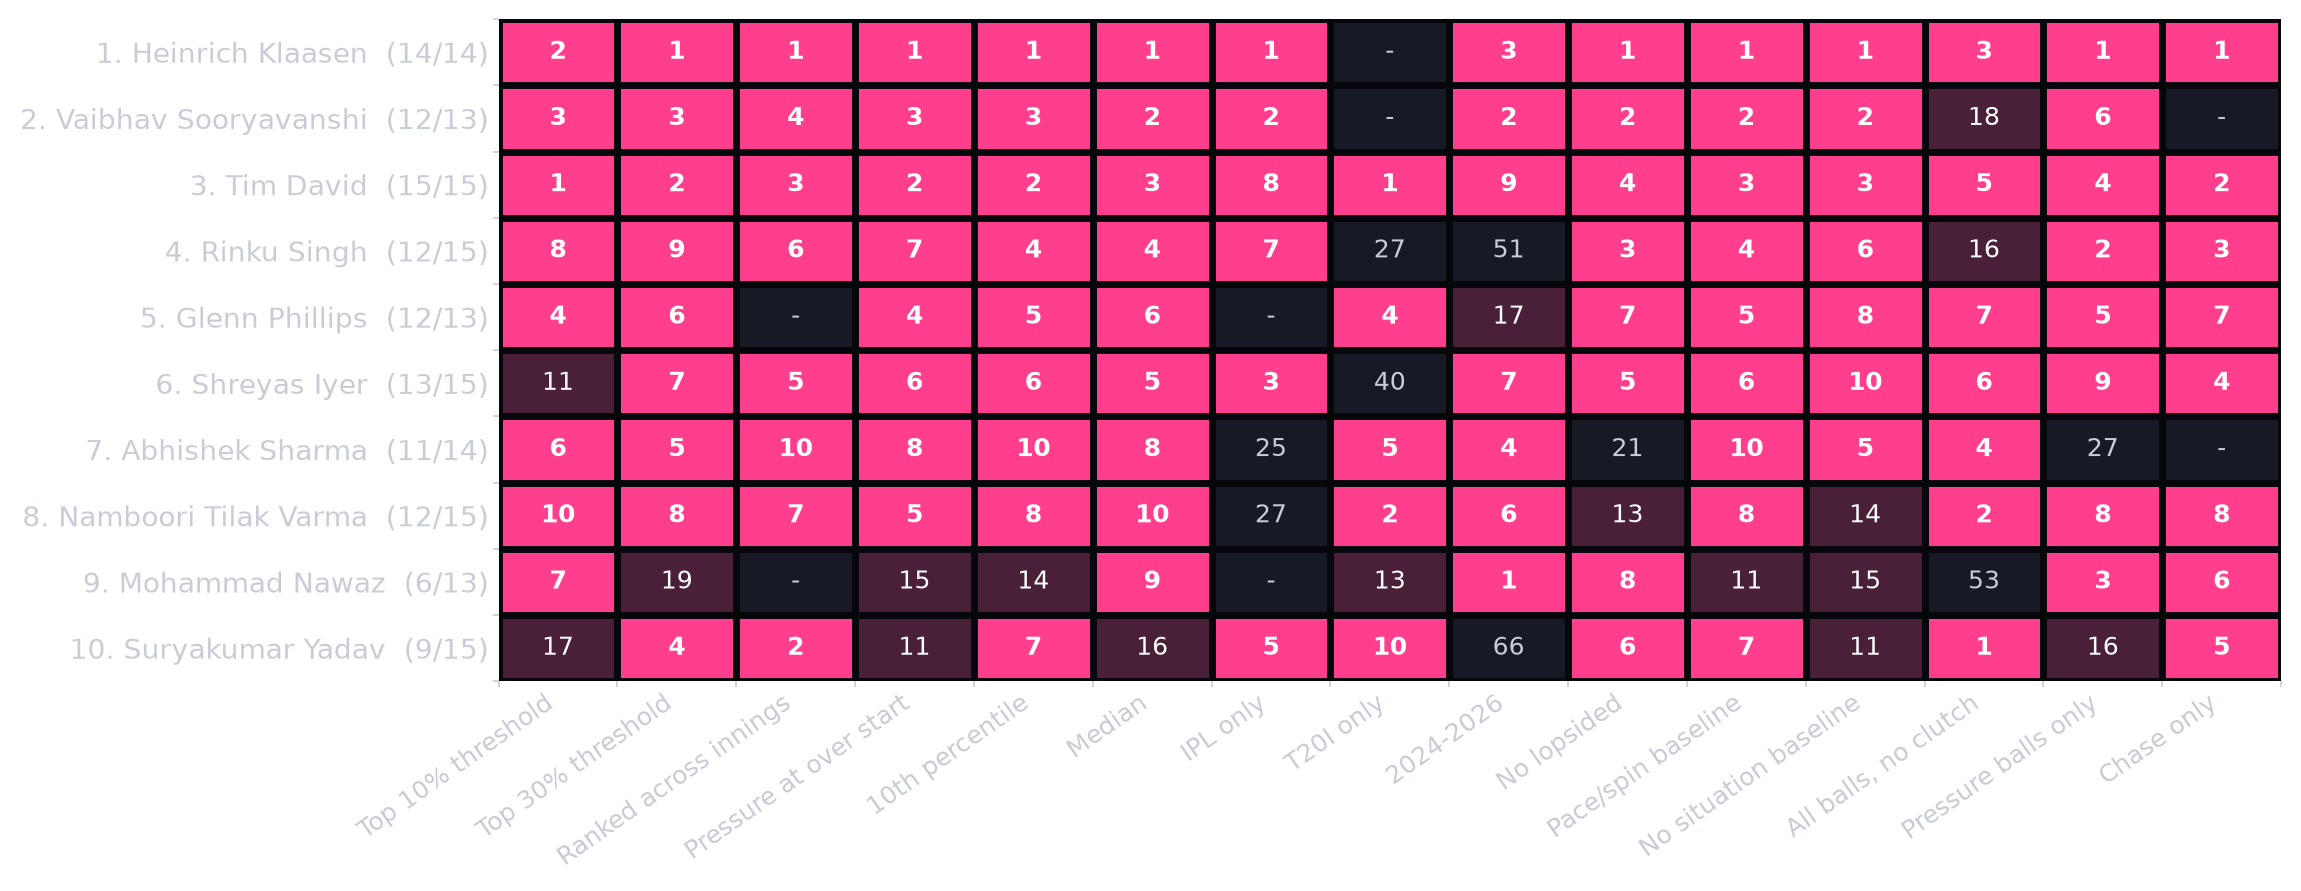 1. Heinrich Klaasen (14/14) 2 1 1 1 1 1 1 - 3 1 1 1 3 1 1
2. Vaibhav Sooryavanshi (12/13) 3 3 4 3 3 2 2 - 2 2 2 2 18 6 -
3. Tim David (15/15) 1 2 3 2 2 3 8 1 9 4 3 3 5 4 2
4. Rinku Singh (12/15) 8 9 6 7 4 4 7 27 51 3 4 6 16 2 3
5. Glenn Phillips (12/13) 4 6 - 4 5 6 - 4 17 7 5 8 7 5 7
6. Shreyas Iyer (13/15) 11 7 5 6 6 5 3 40 7 5 6 10 6 9 4
7. Abhishek Sharma (11/14) 6 5 10 8 10 8 25 5 4 21 10 5 4 27 -
8. Namboori Tilak Varma (12/15) 10 8 7 5 8 10 27 2 6 13 8 14 2 8 8
9. Mohammad Nawaz (6/13) 7 19 - 15 14 9 - 13 1 8 11 15 53 3 6
10. Suryakumar Yadav (9/15) 17 4 2 11 7 16 5 10 66 6 7 11 1 16 5
Top 10% threshold
Top 30% threshold
Ranked across innings
Pressure at over start
10th percentile
Median
IPL only
T20I only
2024-2026
No lopsided
Pace/spin baseline
No situation baseline
All balls, no clutch
Pressure balls only
Chase only